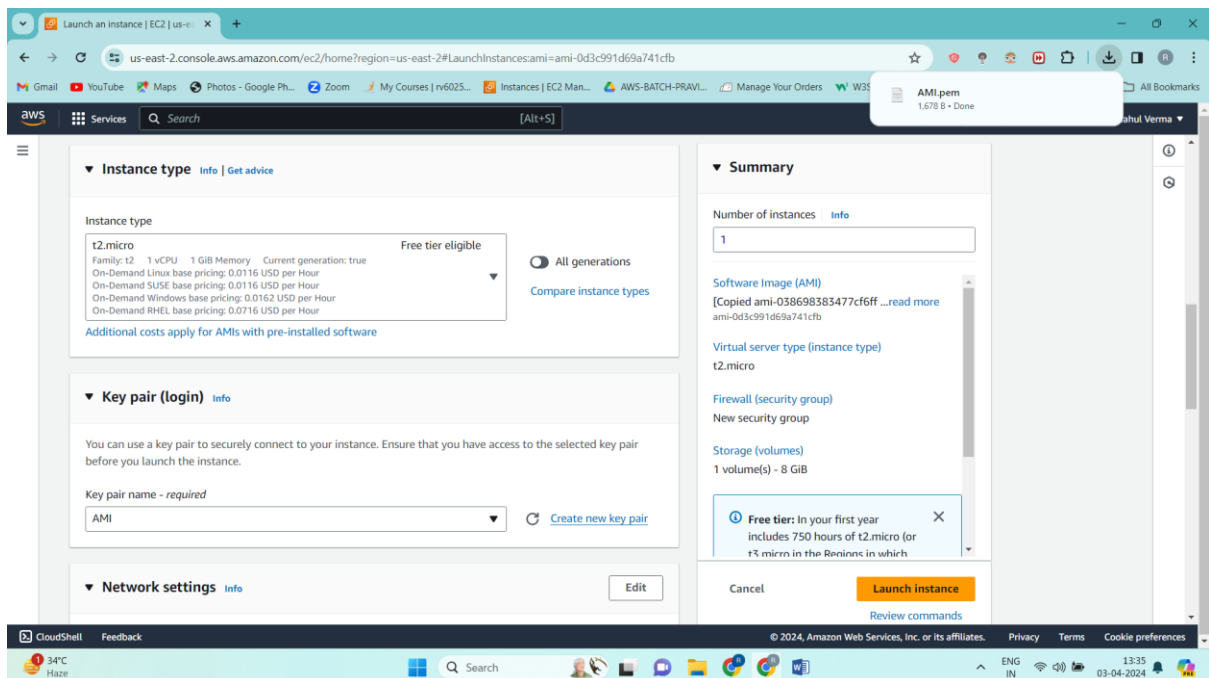 Launch an instance | EC2 | us-ea
us-east-2.console.aws.amazon.com/ec2/home?region=us-east-2#LaunchInstances:ami=ami-0d3c991d69a741cfb
R
Gmail YouTube Maps Photos - Google Ph... Zoom My Courses | rv6025... Instances | EC2 Man... AWS-BATCH-PRAVI... Manage Your Orders W3S All Bookmarks
AMI.pem
1,678 B • Done
aws Services Search [Alt+S] ahul Verma
Instance type Info | Get advice
Instance type
t2.micro Free tier eligible
Family: t2 1 vCPU 1 GiB Memory Current generation: true
On-Demand Linux base pricing: 0.0116 USD per Hour
On-Demand SUSE base pricing: 0.0116 USD per Hour
On-Demand Windows base pricing: 0.0162 USD per Hour
On-Demand RHEL base pricing: 0.0716 USD per Hour
All generations
Compare instance types
Additional costs apply for AMIs with pre-installed software
Key pair (login) Info
You can use a key pair to securely connect to your instance. Ensure that you have access to the selected key pair
before you launch the instance.
Key pair name - required
AMI
Create new key pair
Network settings Info
Edit
Summary
Number of instances Info
1
Software Image (AMI)
[Copied ami-038698383477cf6ff ...read more
ami-0d3c991d69a741cfb
Virtual server type (instance type)
t2.micro
Firewall (security group)
New security group
Storage (volumes)
1 volume(s) - 8 GiB
Free tier: In your first year
includes 750 hours of t2.micro (or
t3.micro in the Regions in which
Cancel Launch instance
Review commands
CloudShell Feedback © 2024, Amazon Web Services, Inc. or its affiliates. Privacy Terms Cookie preferences
1 34°C
Haze
Search
ENG
IN
13:35
03-04-2024